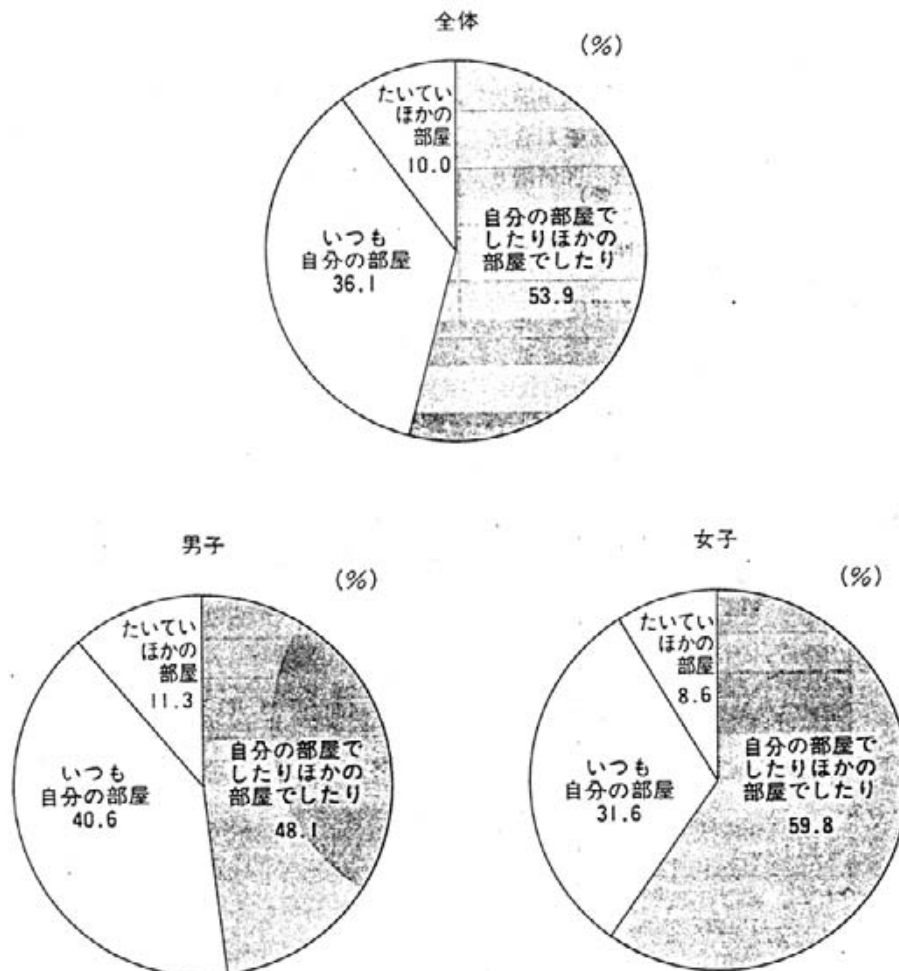 全体
(%)
たいてい
ほかの
部屋
10.0
いつも
自分の部屋
36.1
自分の部屋で
したりほかの
部屋でしたり
53.9
男子
(%)
たいてい
ほかの
部屋
11.3
いつも
自分の部屋
40.6
自分の部屋で
したりほかの
部屋でしたり
48.1
女子
(%)
たいてい
ほかの
部屋
8.6
いつも
自分の部屋
31.6
自分の部屋で
したりほかの
部屋でしたり
59.8